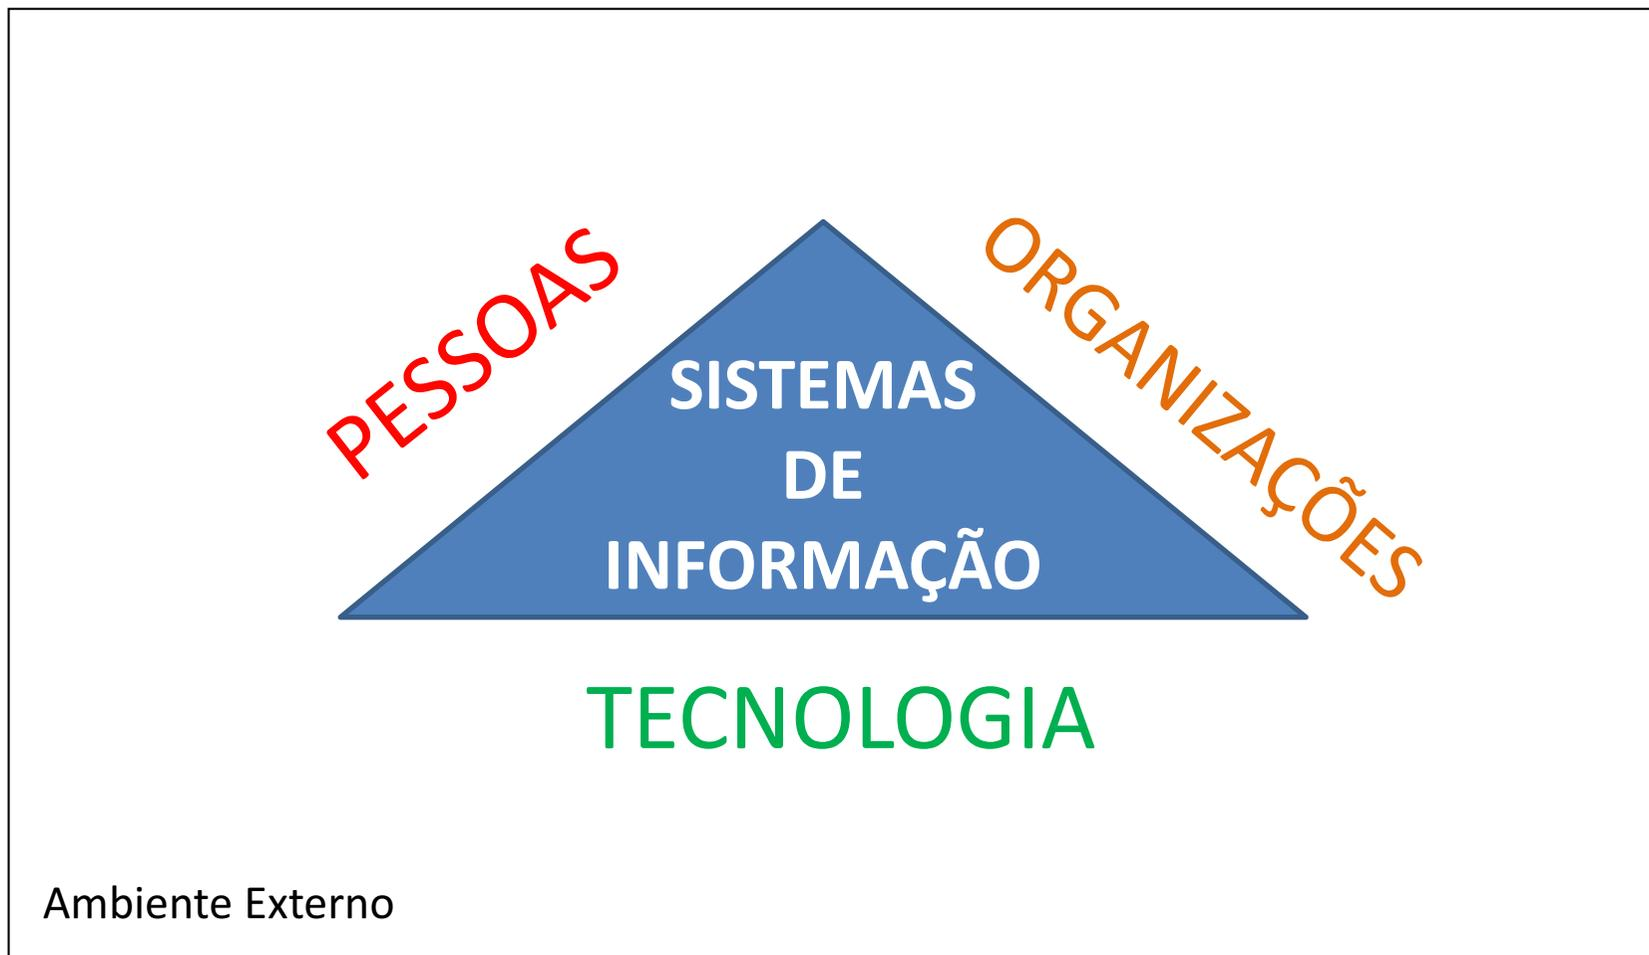 PESSOAS
ORGANIZAÇÕES
SISTEMAS
DE
INFORMAÇÃO
TECNOLOGIA
Ambiente Externo